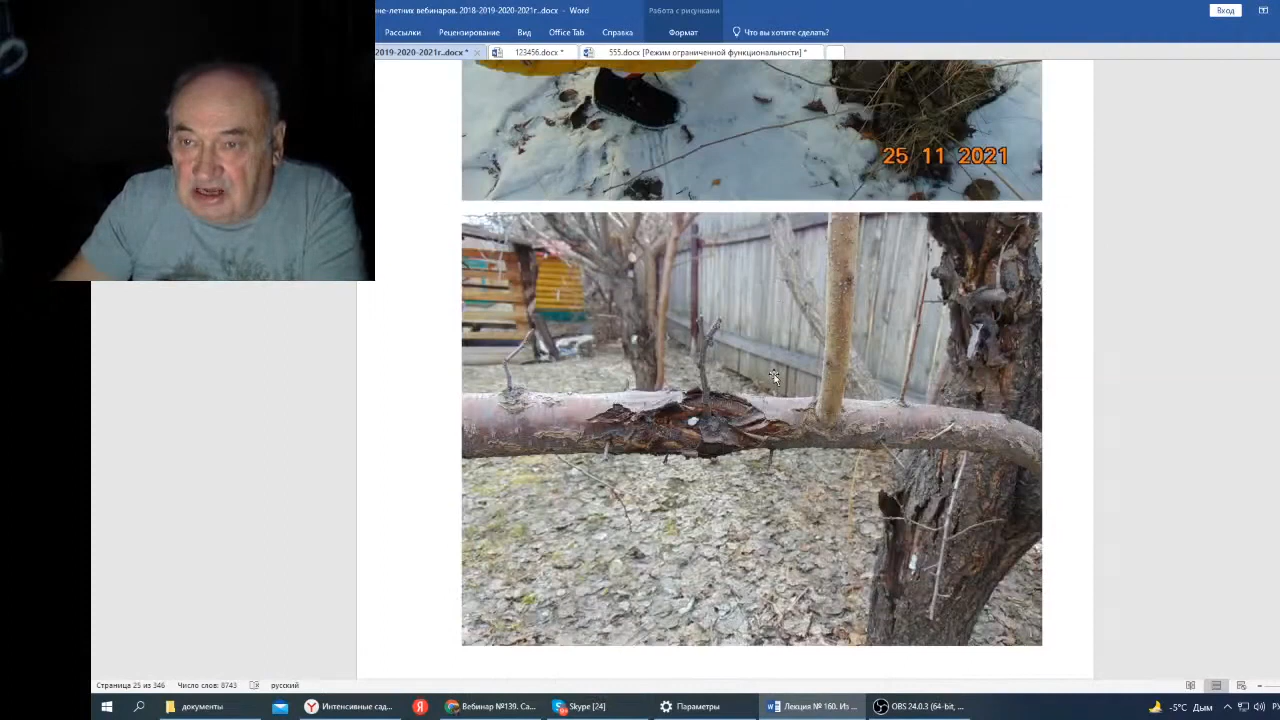 не-летних вебинаров. 2018-2019-2020-2021г..docx - Word
Работа с рисунками
Вход
Рассылки Рецензирование Вид Office Tab Справка Формат Что вы хотите сделать?
2019-2020-2021г..docx *
123456.docx *
555.docx [Режим ограниченной функциональности] *
25 11 2021
Страница 25 из 346 Число слов: 8743 русский
документы
Интенсивные сад...
Я
Вебинар №139. Са...
Skype [24]
Параметры
Лекция № 160. Из ...
OBS 24.0.3 (64-bit, ...
-5°C Дым